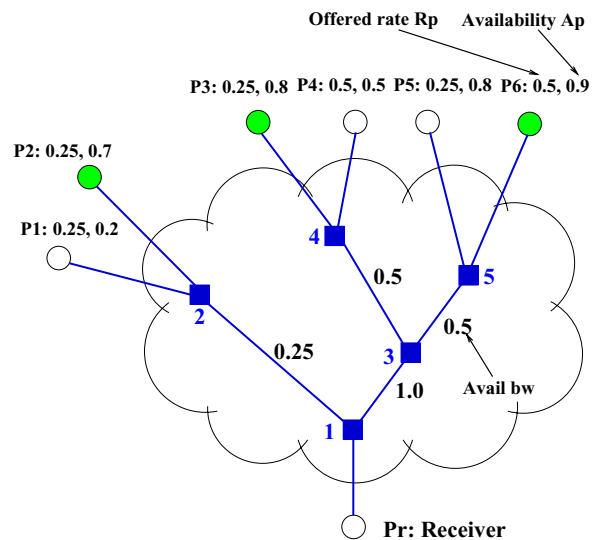 Offered rate Rp
Availability Ap
P3: 0.25, 0.8
P4: 0.5, 0.5
P5: 0.25, 0.8
P6: 0.5, 0.9
P2: 0.25, 0.7
P1: 0.25, 0.2
4
5
2
0.5
0.5
0.25
3
1.0
Avail bw
1
Pr: Receiver